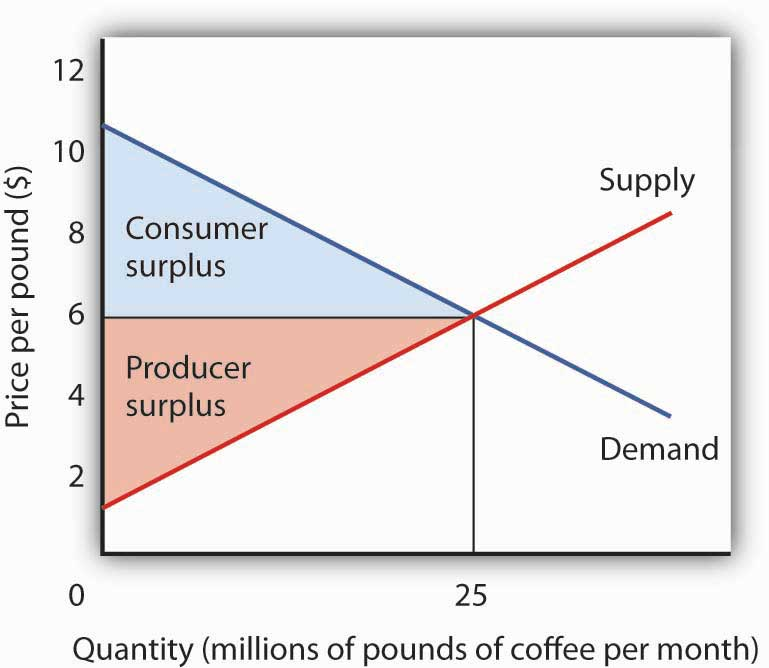 Price per pound ($)
12
10
8
6
4
2
0
Consumer
surplus
Producer
surplus
Supply
Demand
25
Quantity (millions of pounds of coffee per month)